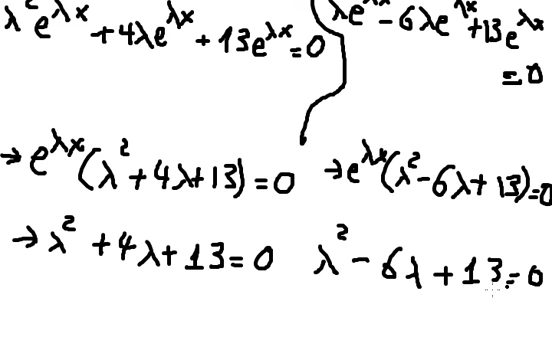 λ²e^λx + 4λe^λx + 13e^λx = 0
λe^λx - 6λe^λx + 13e^λx
= 0
→ e^λx(λ² + 4λ + 13) = 0
→ e^λx(λ² - 6λ + 13) = 0
→ λ² + 4λ + 13 = 0
λ² - 6λ + 13 = 0